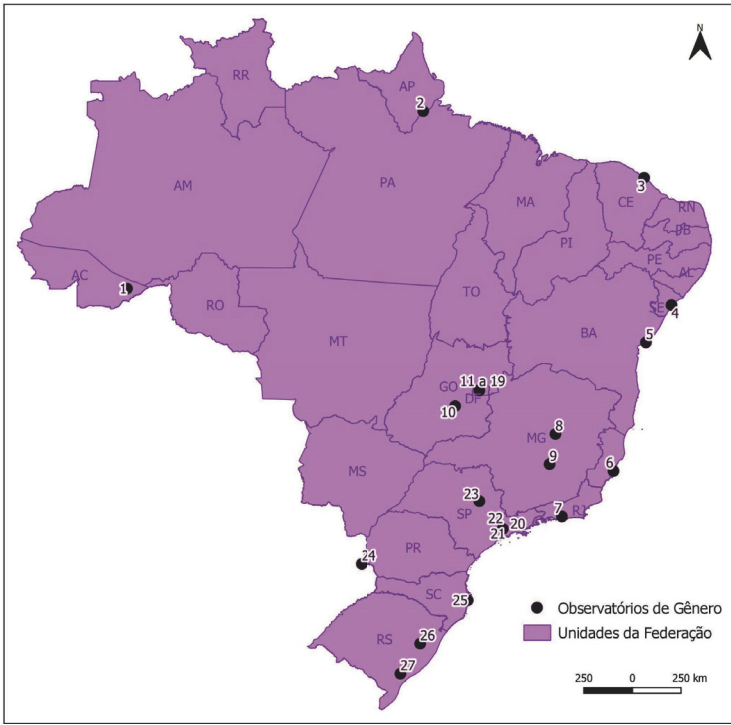 N
RR
AP
2
AM
PA
MA
CE
3
RN
PB
PI
PE
AL
AC
1
RO
TO
SE
4
MT
BA
5
GO
11 a 19
DF
10
8
MG
9
6
MS
23
SP
22
20
21
7
RJ
24
PR
SC
25
RS
26
27
Observatórios de Gênero
Unidades da Federação
250 0 250 km